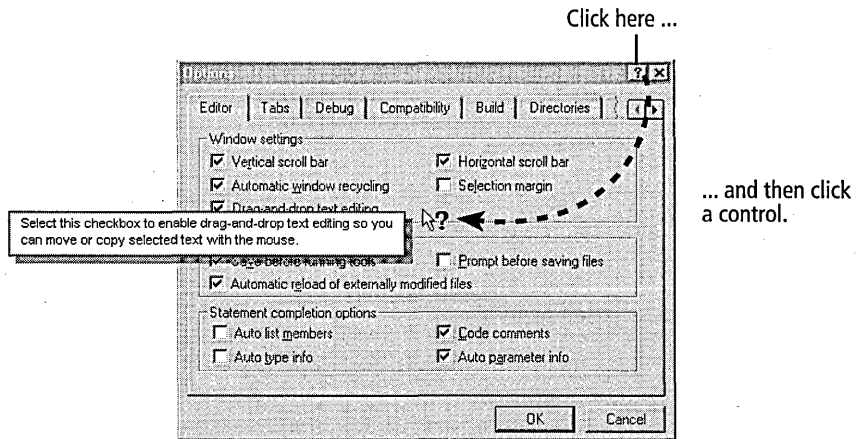 Click here ...
Options
? ×
Editor Tabs Debug Compatibility Build Directories
Window settings
Vertical scroll bar
Horizontal scroll bar
Automatic window recycling
Selection margin
Drag-and-drop text editing
?
... and then click
a control.
Select this checkbox to enable drag-and-drop text editing so you
can move or copy selected text with the mouse.
Save before running tools
Prompt before saving files
Automatic reload of externally modified files
Statement completion options
Auto list members
Code comments
Auto type info
Auto parameter info
OK Cancel